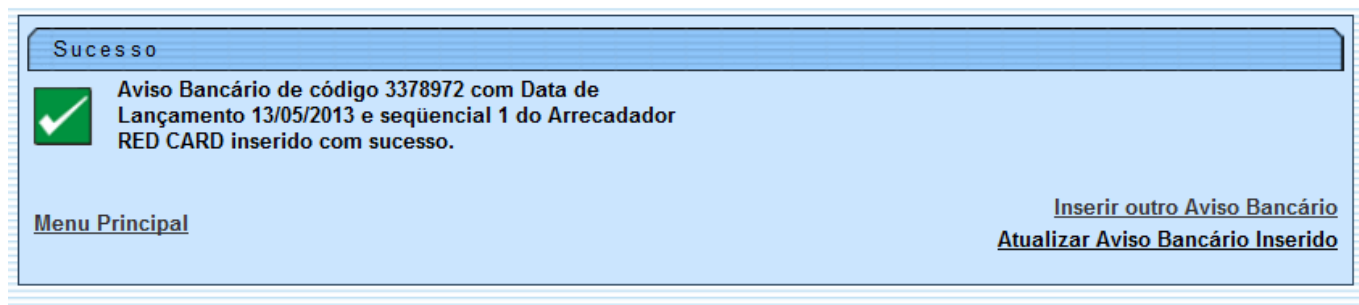 Sucesso
Aviso Bancário de código 3378972 com Data de
Lançamento 13/05/2013 e seqüencial 1 do Arrecadador
RED CARD inserido com sucesso.
Inserir outro Aviso Bancário
Menu Principal
Atualizar Aviso Bancário Inserido